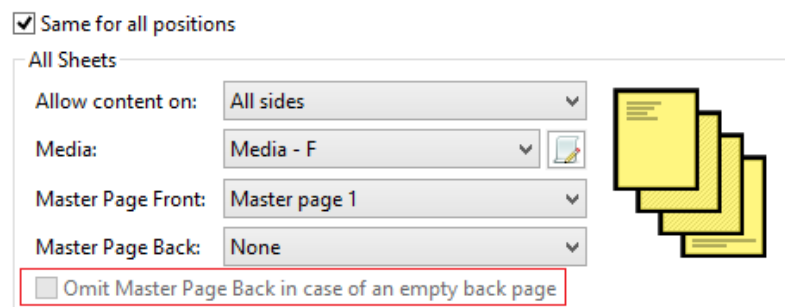 Same for all positions
All Sheets
Allow content on: All sides
Media: Media - F
Master Page Front: Master page 1
Master Page Back: None
Omit Master Page Back in case of an empty back page